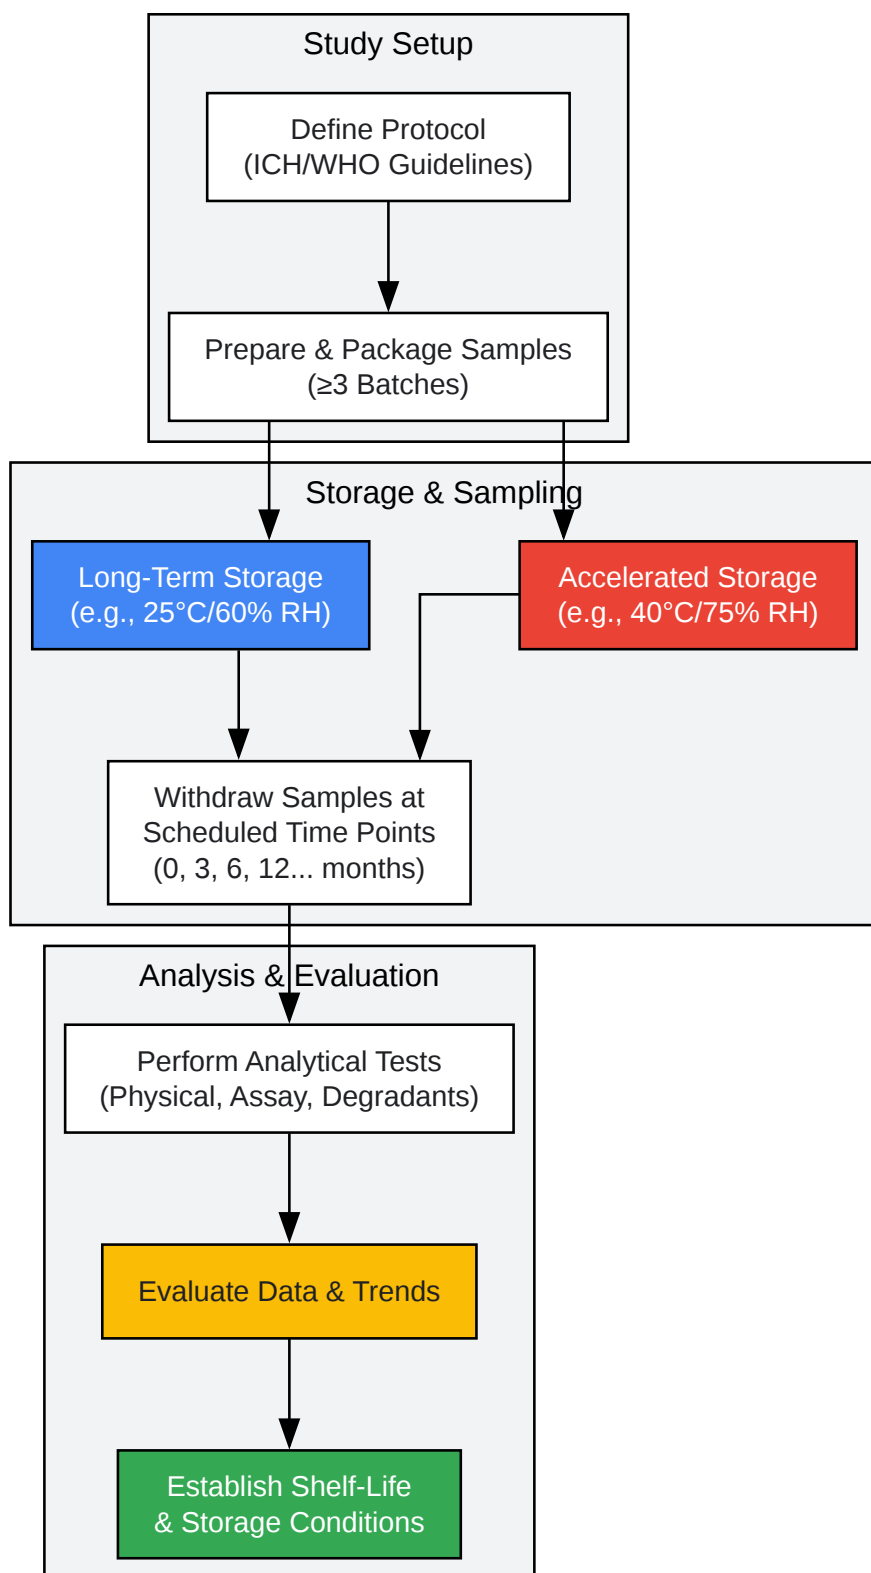 Study Setup
Define Protocol
(ICH/WHO Guidelines)
Prepare & Package Samples
(≥3 Batches)
Storage & Sampling
Long-Term Storage
(e.g., 25°C/60% RH)
Accelerated Storage
(e.g., 40°C/75% RH)
Withdraw Samples at
Scheduled Time Points
(0, 3, 6, 12... months)
Analysis & Evaluation
Perform Analytical Tests
(Physical, Assay, Degradants)
Evaluate Data & Trends
Establish Shelf-Life
& Storage Conditions